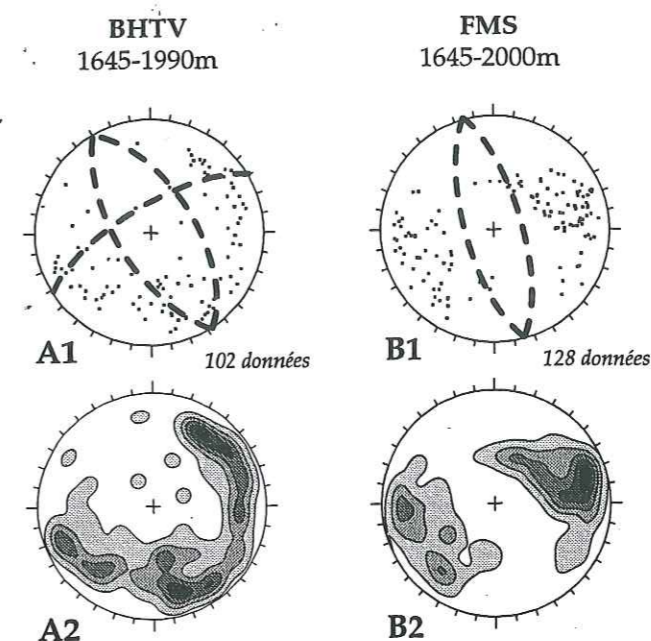 BHTV
1645-1990m
FMS
1645-2000m
A1
102 données
B1
128 données
A2
B2